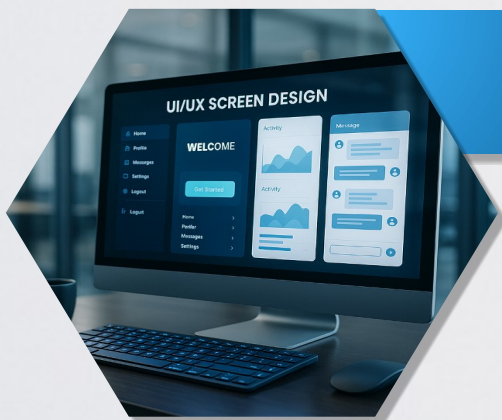 UI/UX SCREEN DESIGN
Home
Profile
Messages
Settings
Logout
Logout
WELCOME
Get Started
Home
Messages
Settings
Activity
Activity
Message